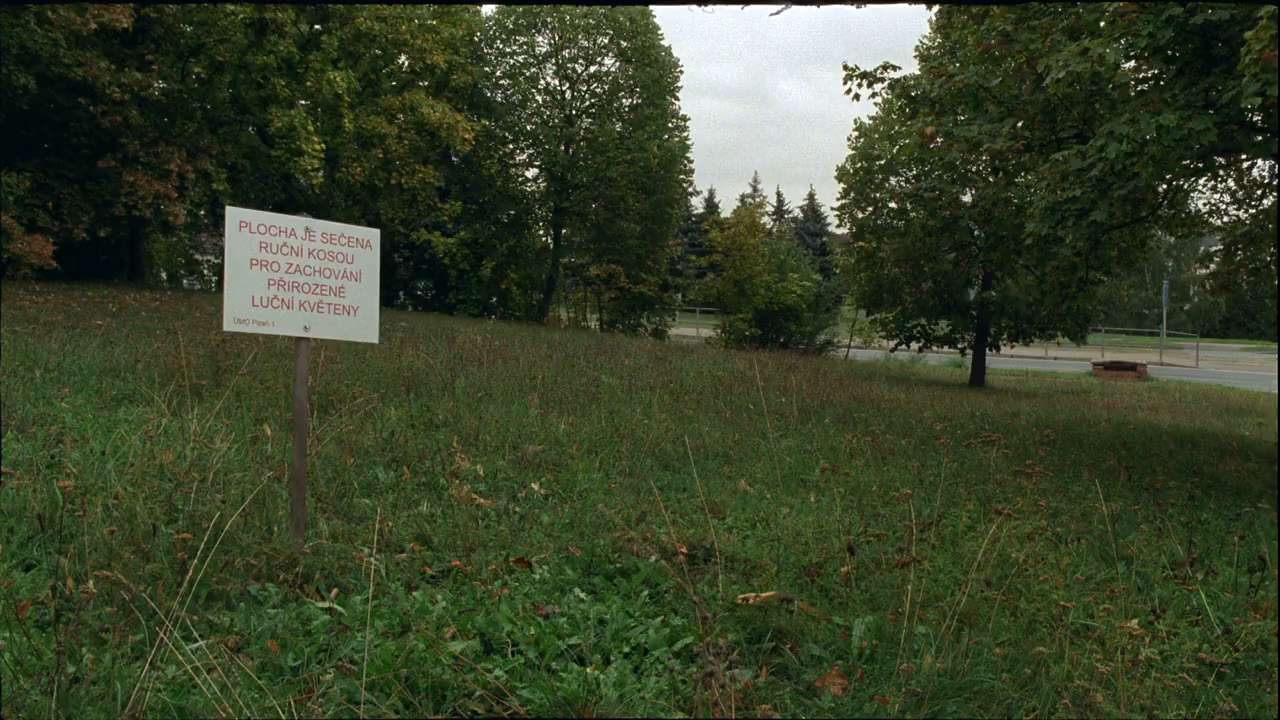 PLOCHA JE SEČENA
RUČNÍ KOSOU
PRO ZACHOVÁNÍ
PŘIROZENÉ
LUČNÍ KVĚTENY
ÚMO Plzeň 1